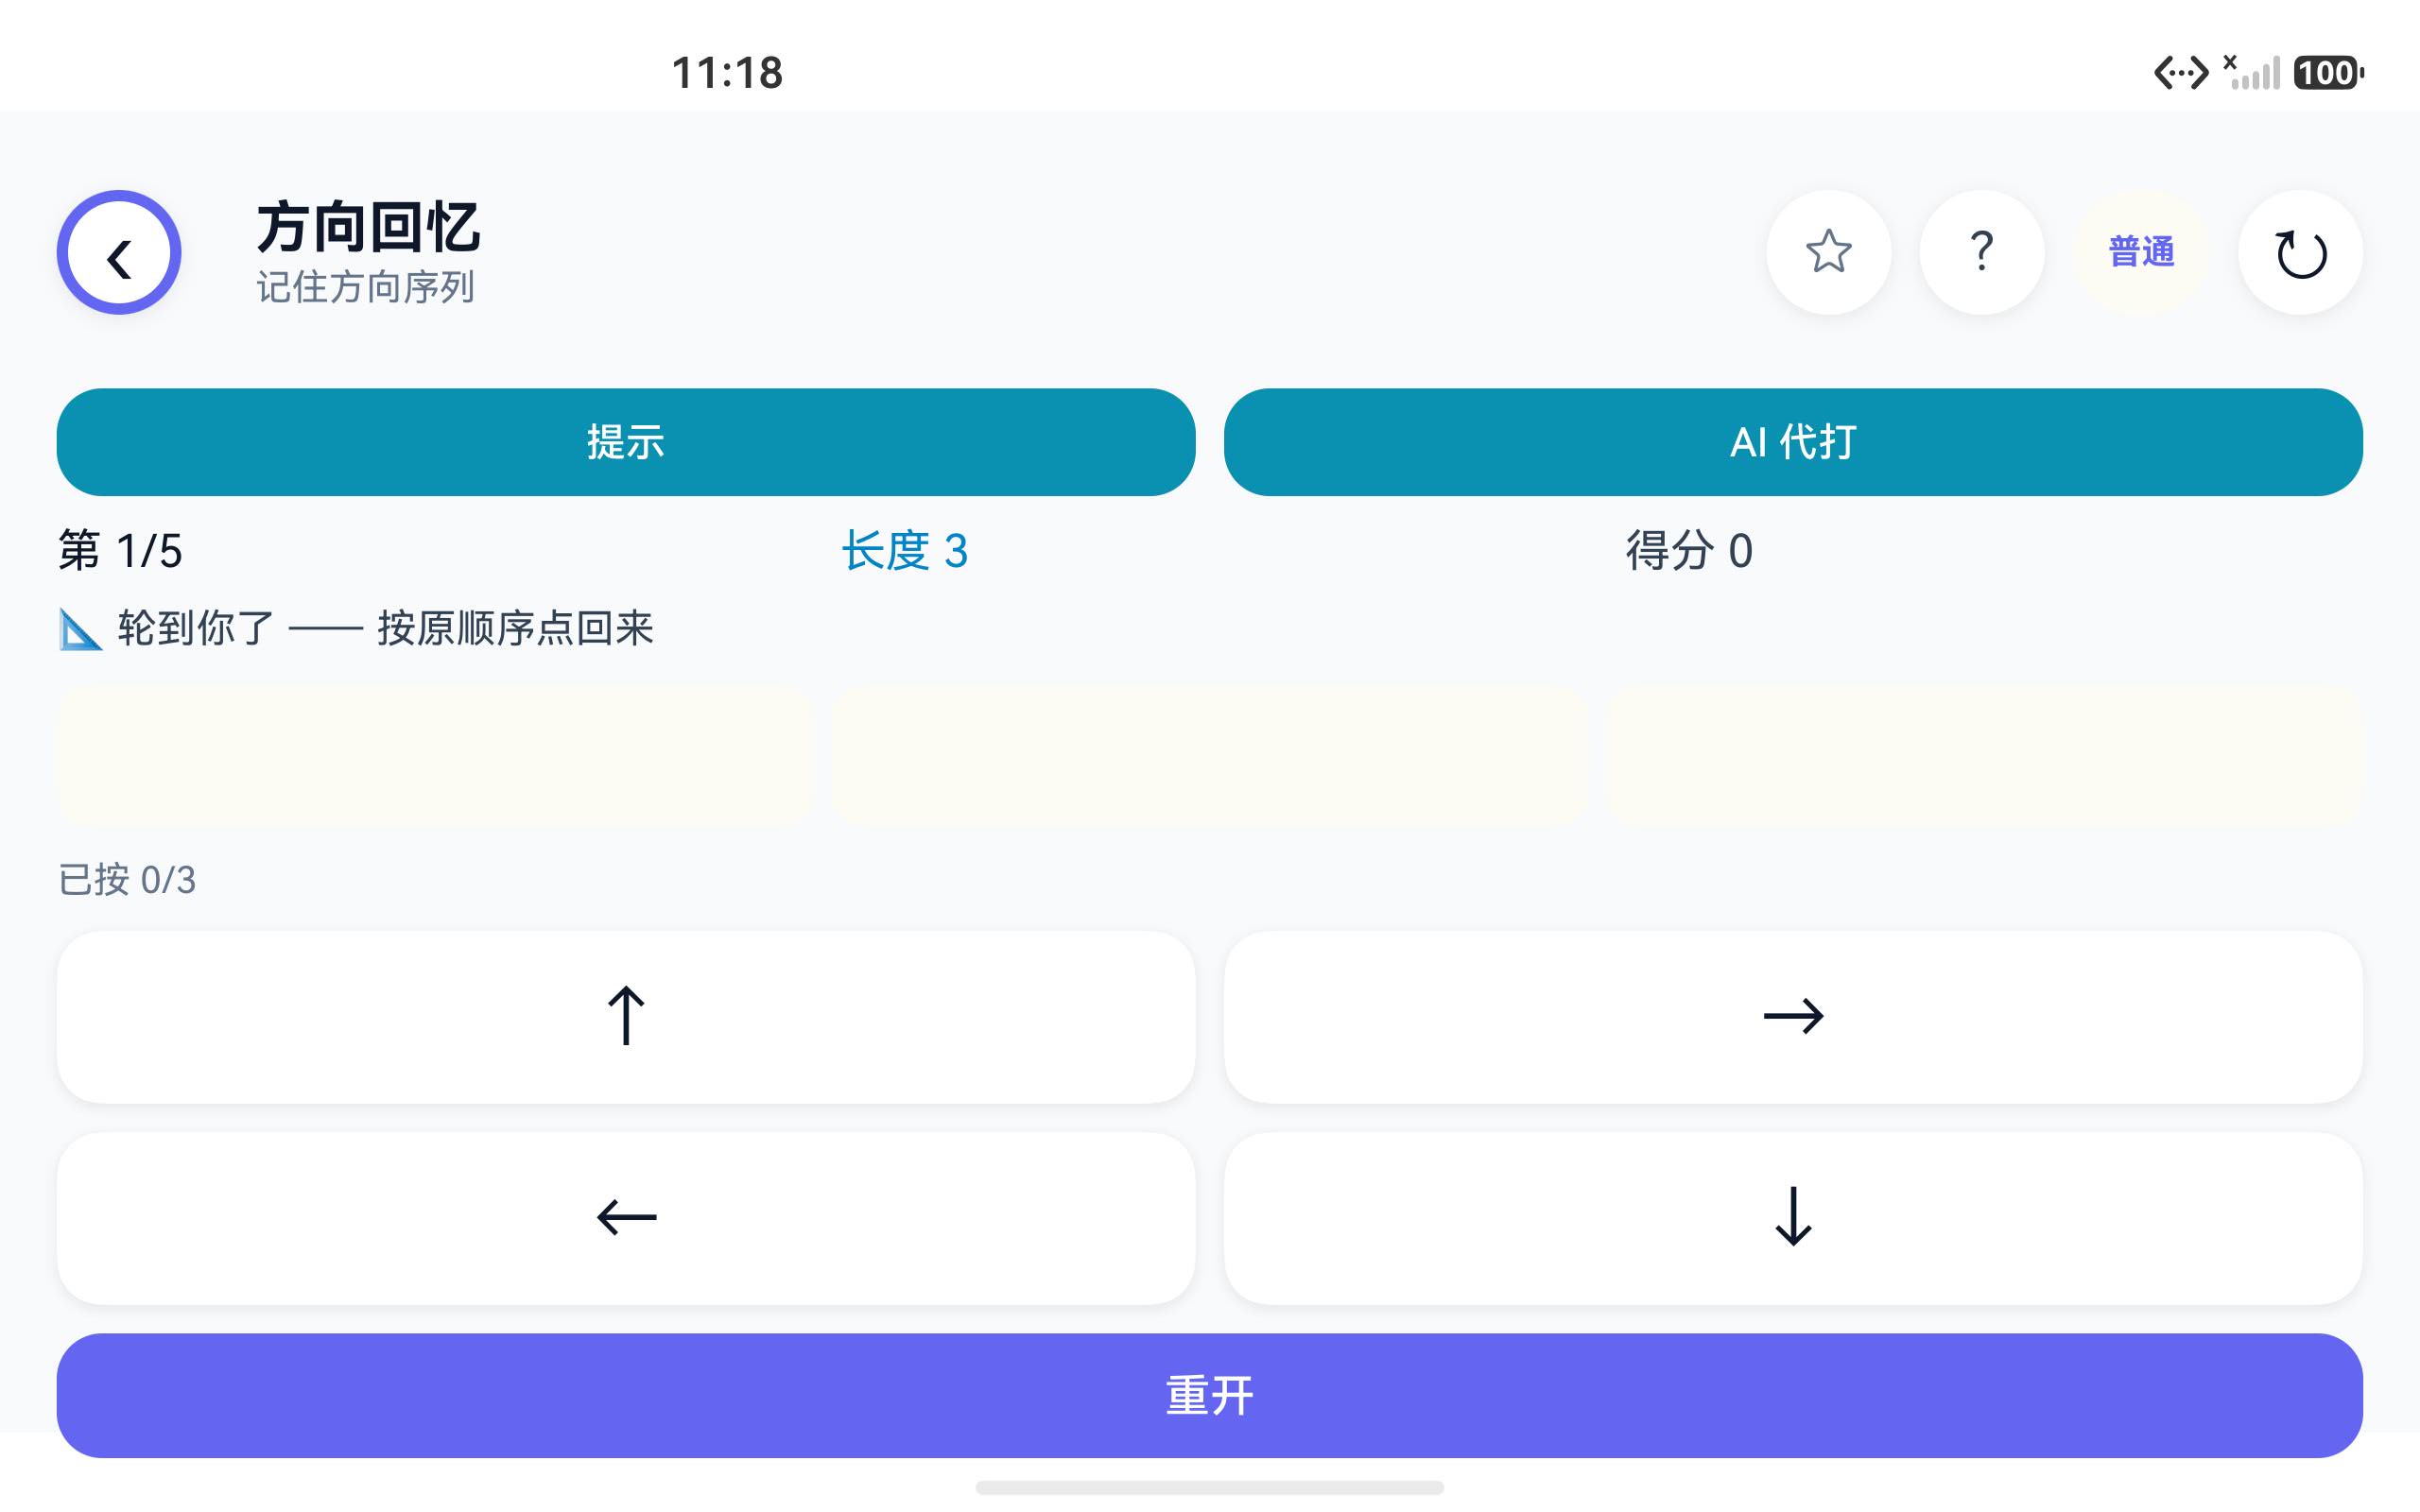 11:18
100
方向回忆
记住方向序列
?
普通
提示
AI 代打
第 1/5
长度 3
得分 0
轮到你了 —— 按原顺序点回来
已按 0/3
↑
→
←
↓
重开